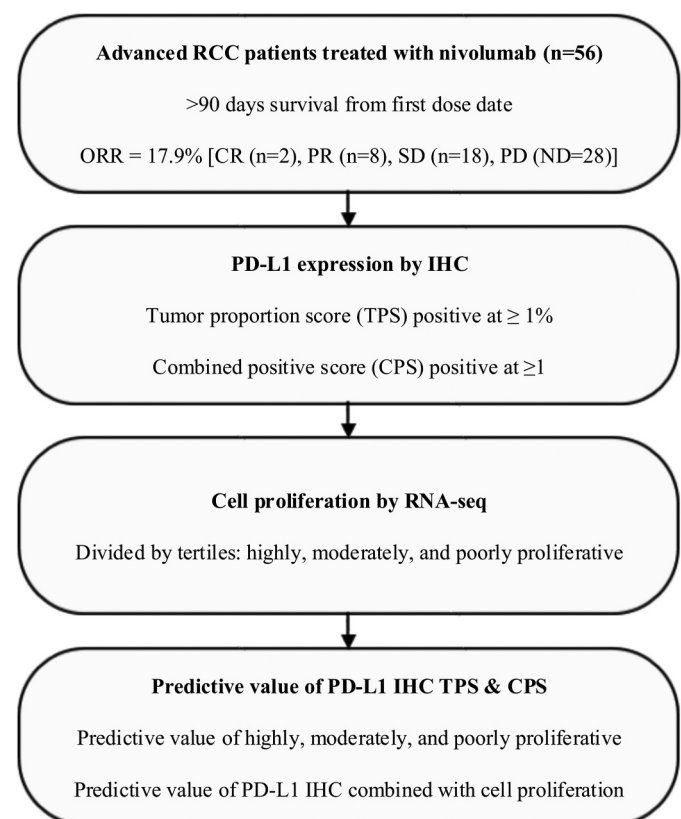 Advanced RCC patients treated with nivolumab (n=56)
>90 days survival from first dose date
ORR = 17.9% [CR (n=2), PR (n=8), SD (n=18), PD (ND=28)]
PD-L1 expression by IHC
Tumor proportion score (TPS) positive at ≥ 1%
Combined positive score (CPS) positive at ≥1
Cell proliferation by RNA-seq
Divided by tertiles: highly, moderately, and poorly proliferative
Predictive value of PD-L1 IHC TPS & CPS
Predictive value of highly, moderately, and poorly proliferative
Predictive value of PD-L1 IHC combined with cell proliferation